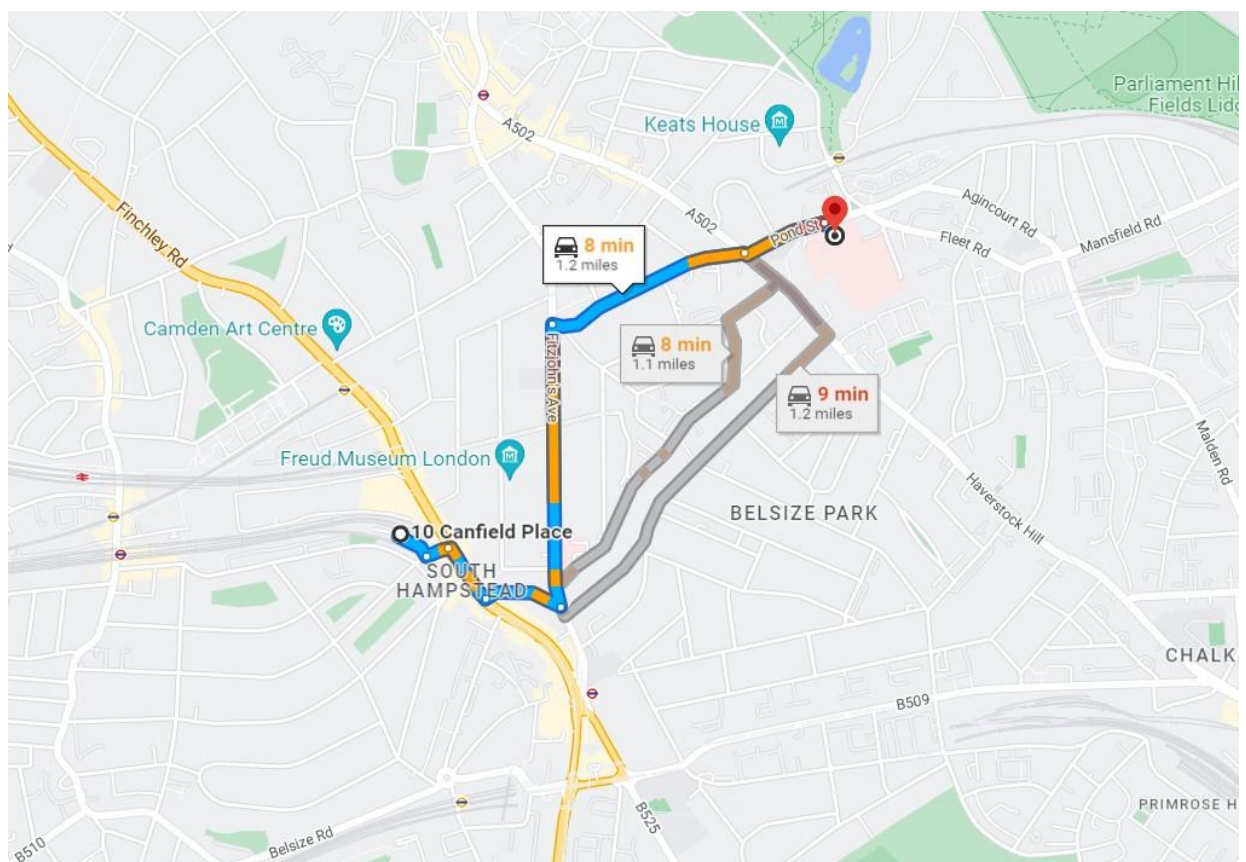 Parliament Hil
Fields Lido
Keats House
A502
A502
Agincourt Rd
Mansfield Rd
Finchley Rd
Pond St
Fleet Rd
8 min
1.2 miles
Camden Art Centre
8 min
1.1 miles
Fitzjohn's Ave
9 min
1.2 miles
Malden Rd
Freud Museum London
Haverstock Hill
BELSIZE PARK
10 Canfield Place
SOUTH
HAMPSTEAD
CHALK
B509
PRIMROSE H
B525
Belsize Rd
B510